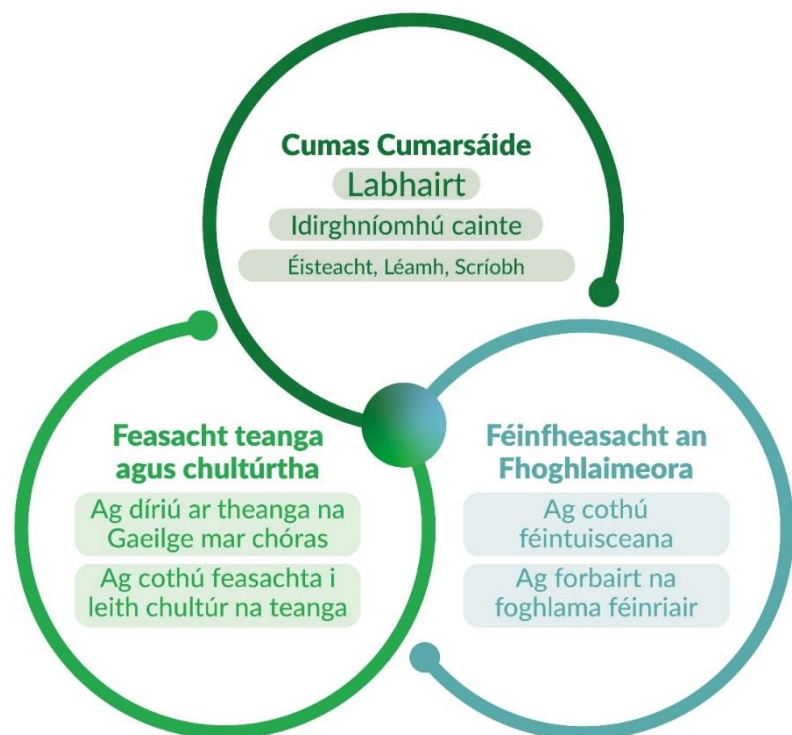 Cumas Cumarsáide
Labhairt
Idirghníomhú cainte
Éisteacht, Léamh, Scríobh
Feasacht teanga
agus chultúrtha
Ag díriú ar theanga na
Gaeilge mar chóras
Ag cothú feasachta i
leith chultúr na teanga
Féinfheasacht an
Fhoghlaimeora
Ag cothú
féintuisceana
Ag forbairt na
foghlama féinriair